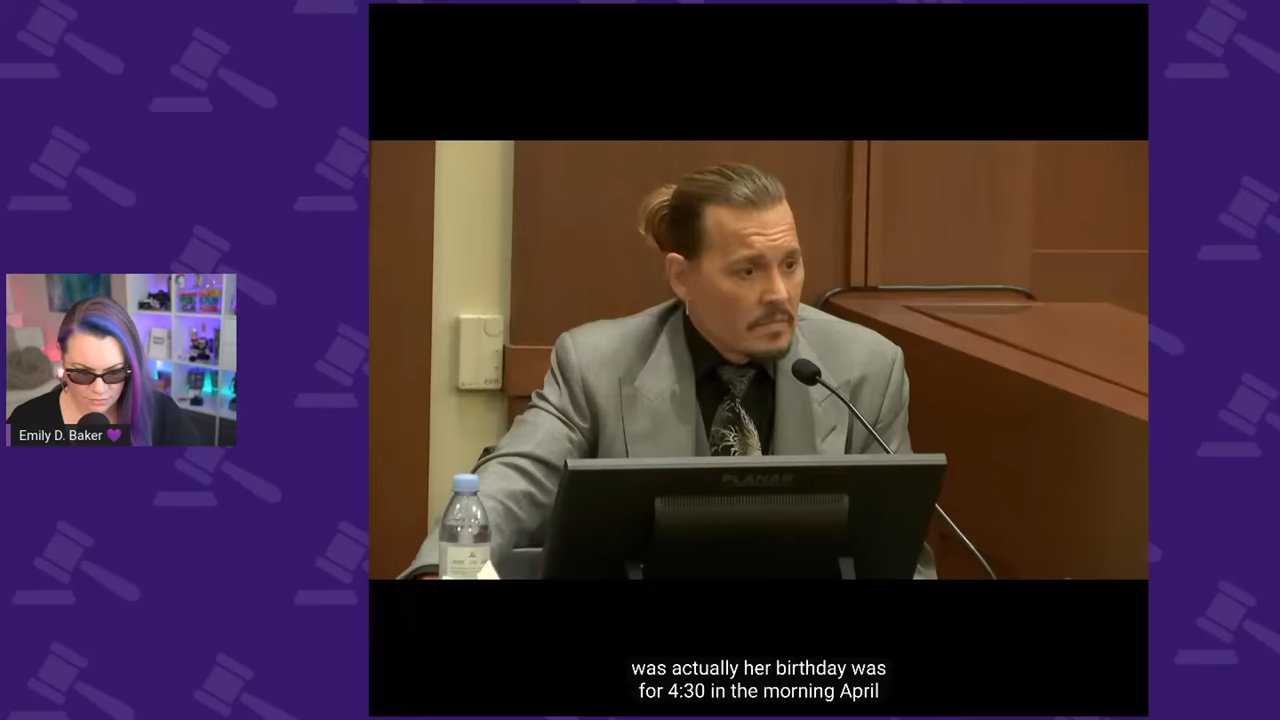 PLANAR
Emily D. Baker 💜
was actually her birthday was
for 4:30 in the morning April